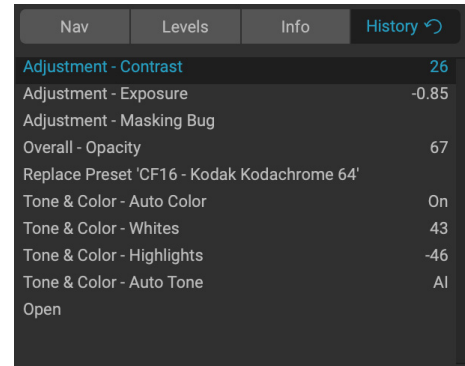 Nav Levels Info History
Adjustment - Contrast 26
Adjustment - Exposure -0.85
Adjustment - Masking Bug
Overall - Opacity 67
Replace Preset 'CF16 - Kodak Kodachrome 64'
Tone & Color - Auto Color On
Tone & Color - Whites 43
Tone & Color - Highlights -46
Tone & Color - Auto Tone AI
Open